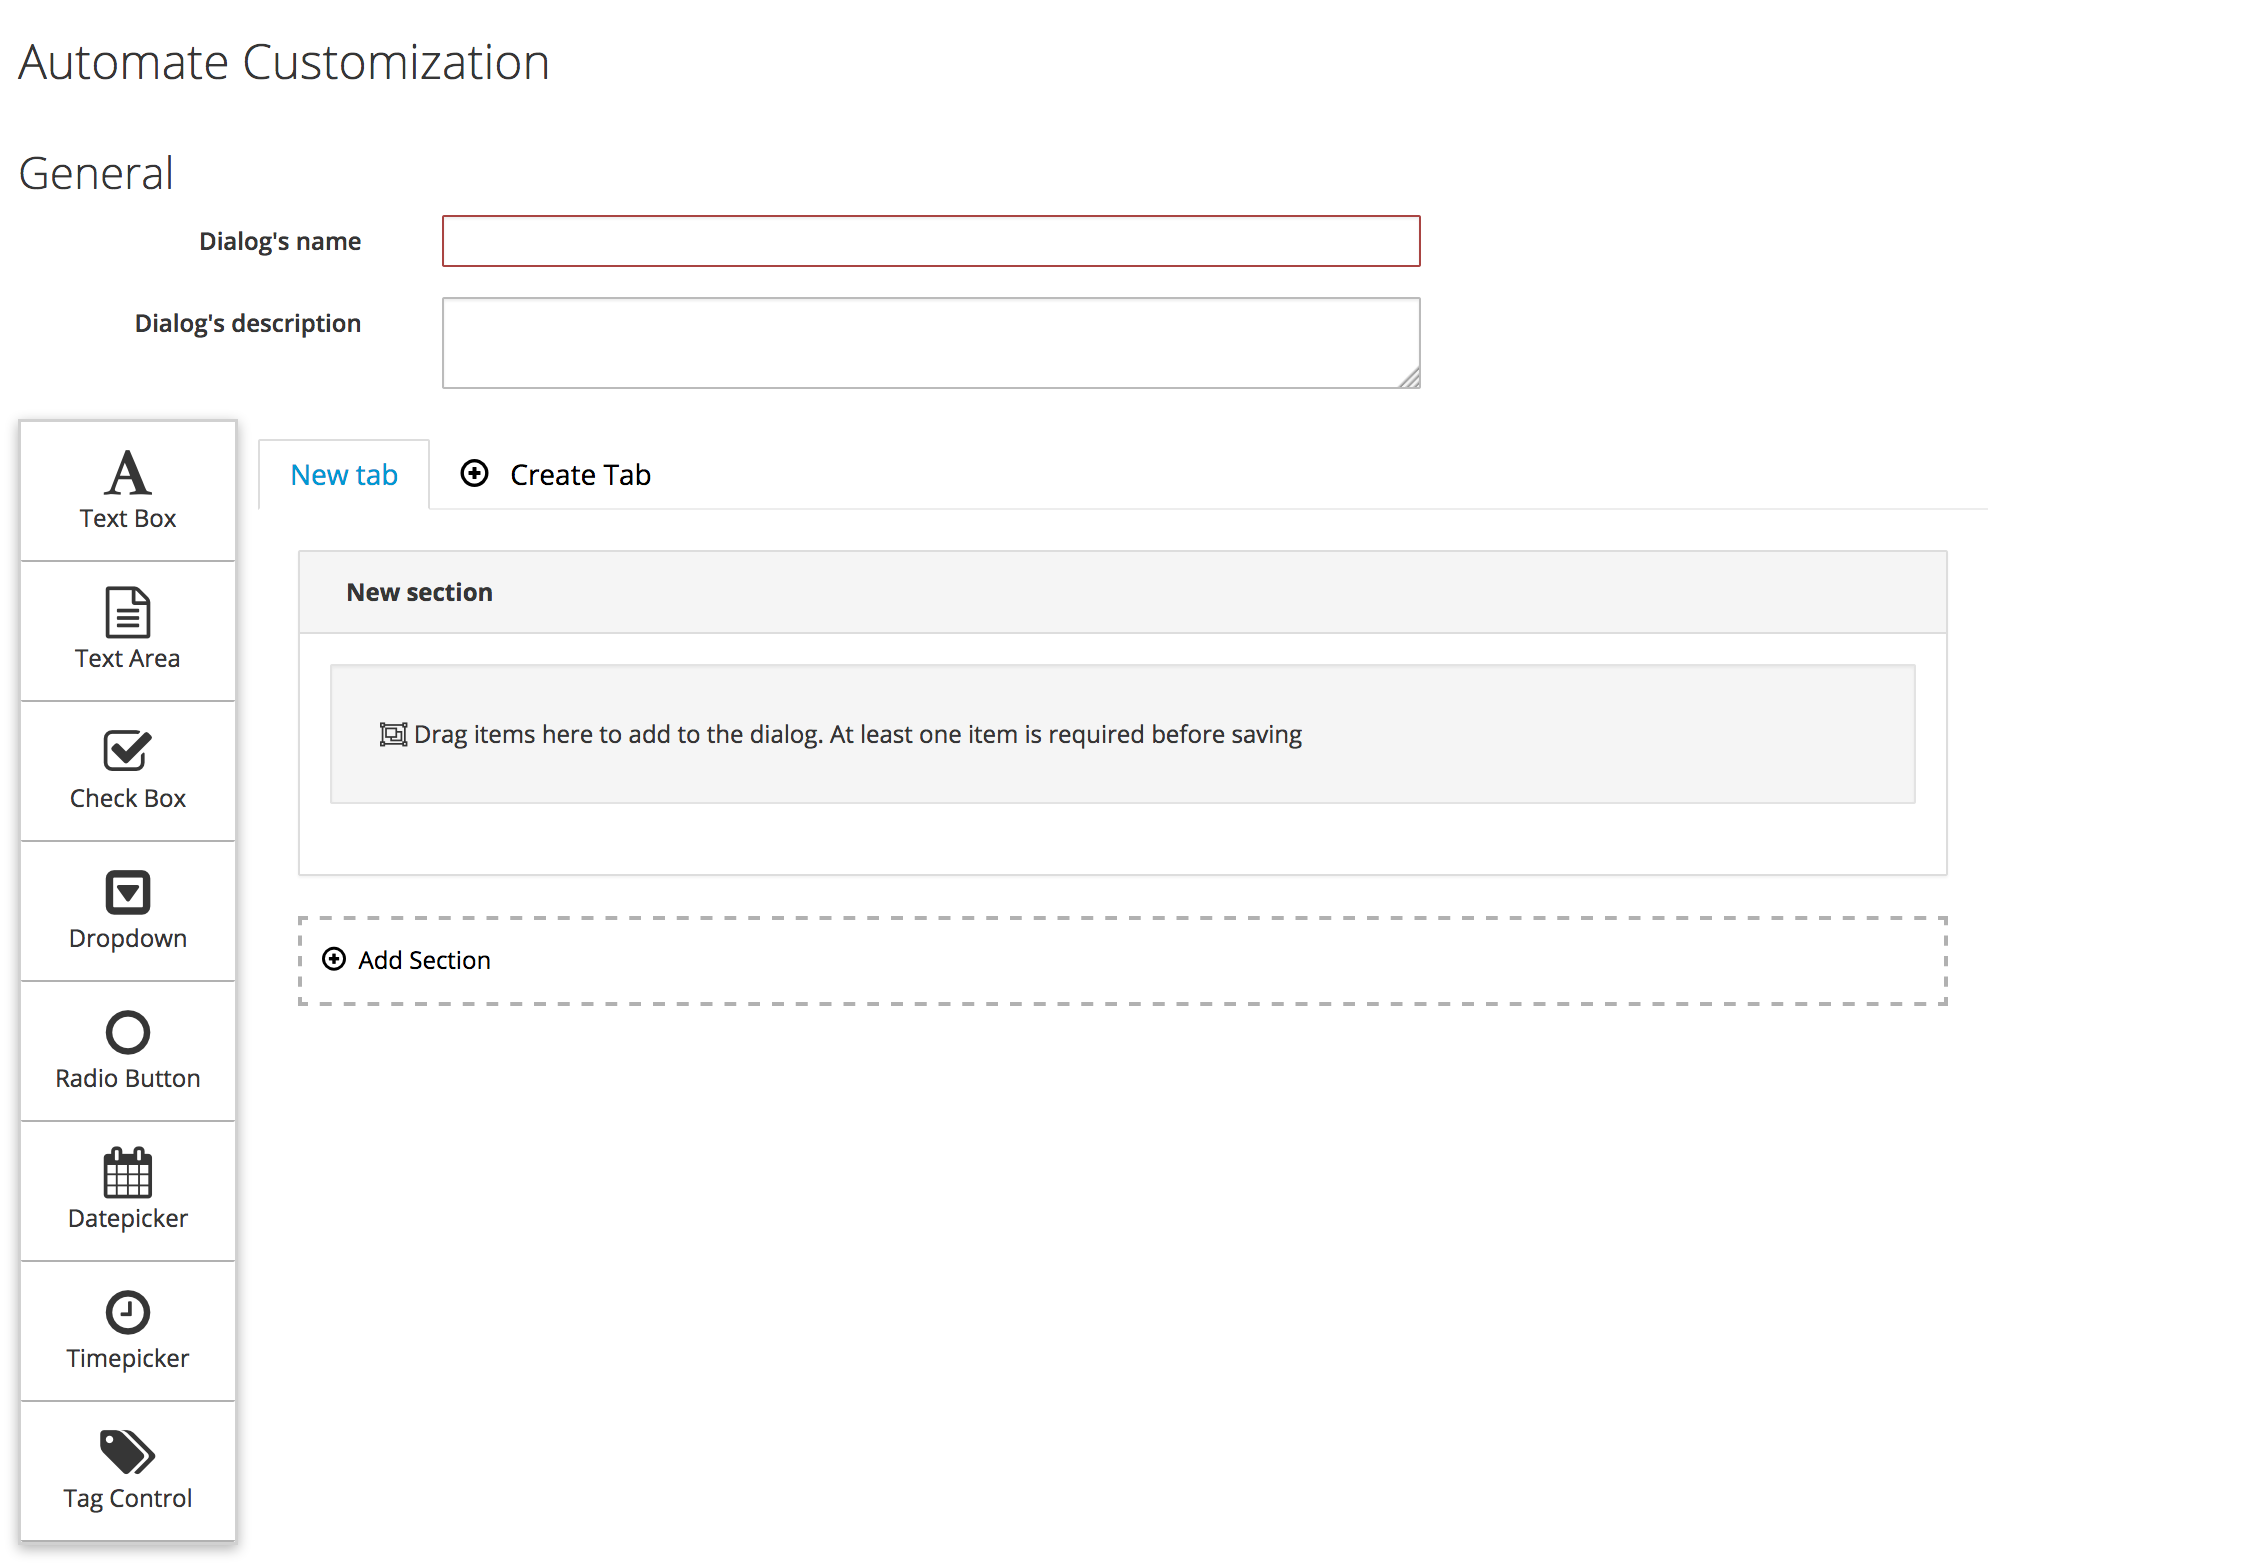 Automate Customization
General
Dialog's name
Dialog's description
Text Box
Text Area
Check Box
Dropdown
Radio Button
Datepicker
Timepicker
Tag Control
New tab
Create Tab
New section
Drag items here to add to the dialog. At least one item is required before saving
Add Section